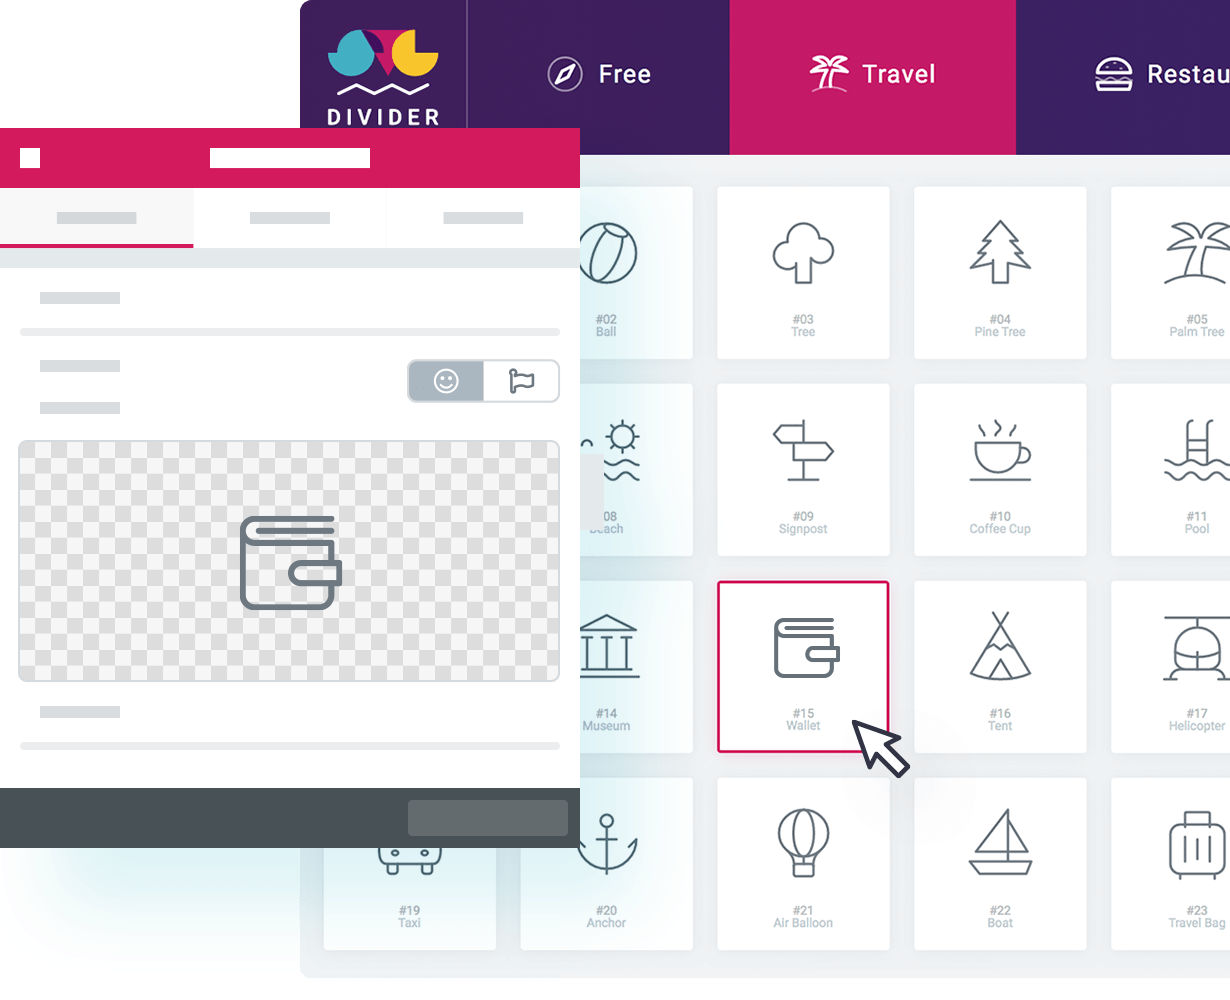 DIVIDER
Free
Travel
Restau
#02
Ball
#03
Tree
#04
Pine Tree
#05
Palm Tree
08
each
#09
Signpost
#10
Coffee Cup
#11
Pool
#14
Museum
#15
Wallet
#16
Tent
#17
Helicopter
#19
Taxi
#20
Anchor
#21
Air Balloon
#22
Boat
#23
Travel Bag